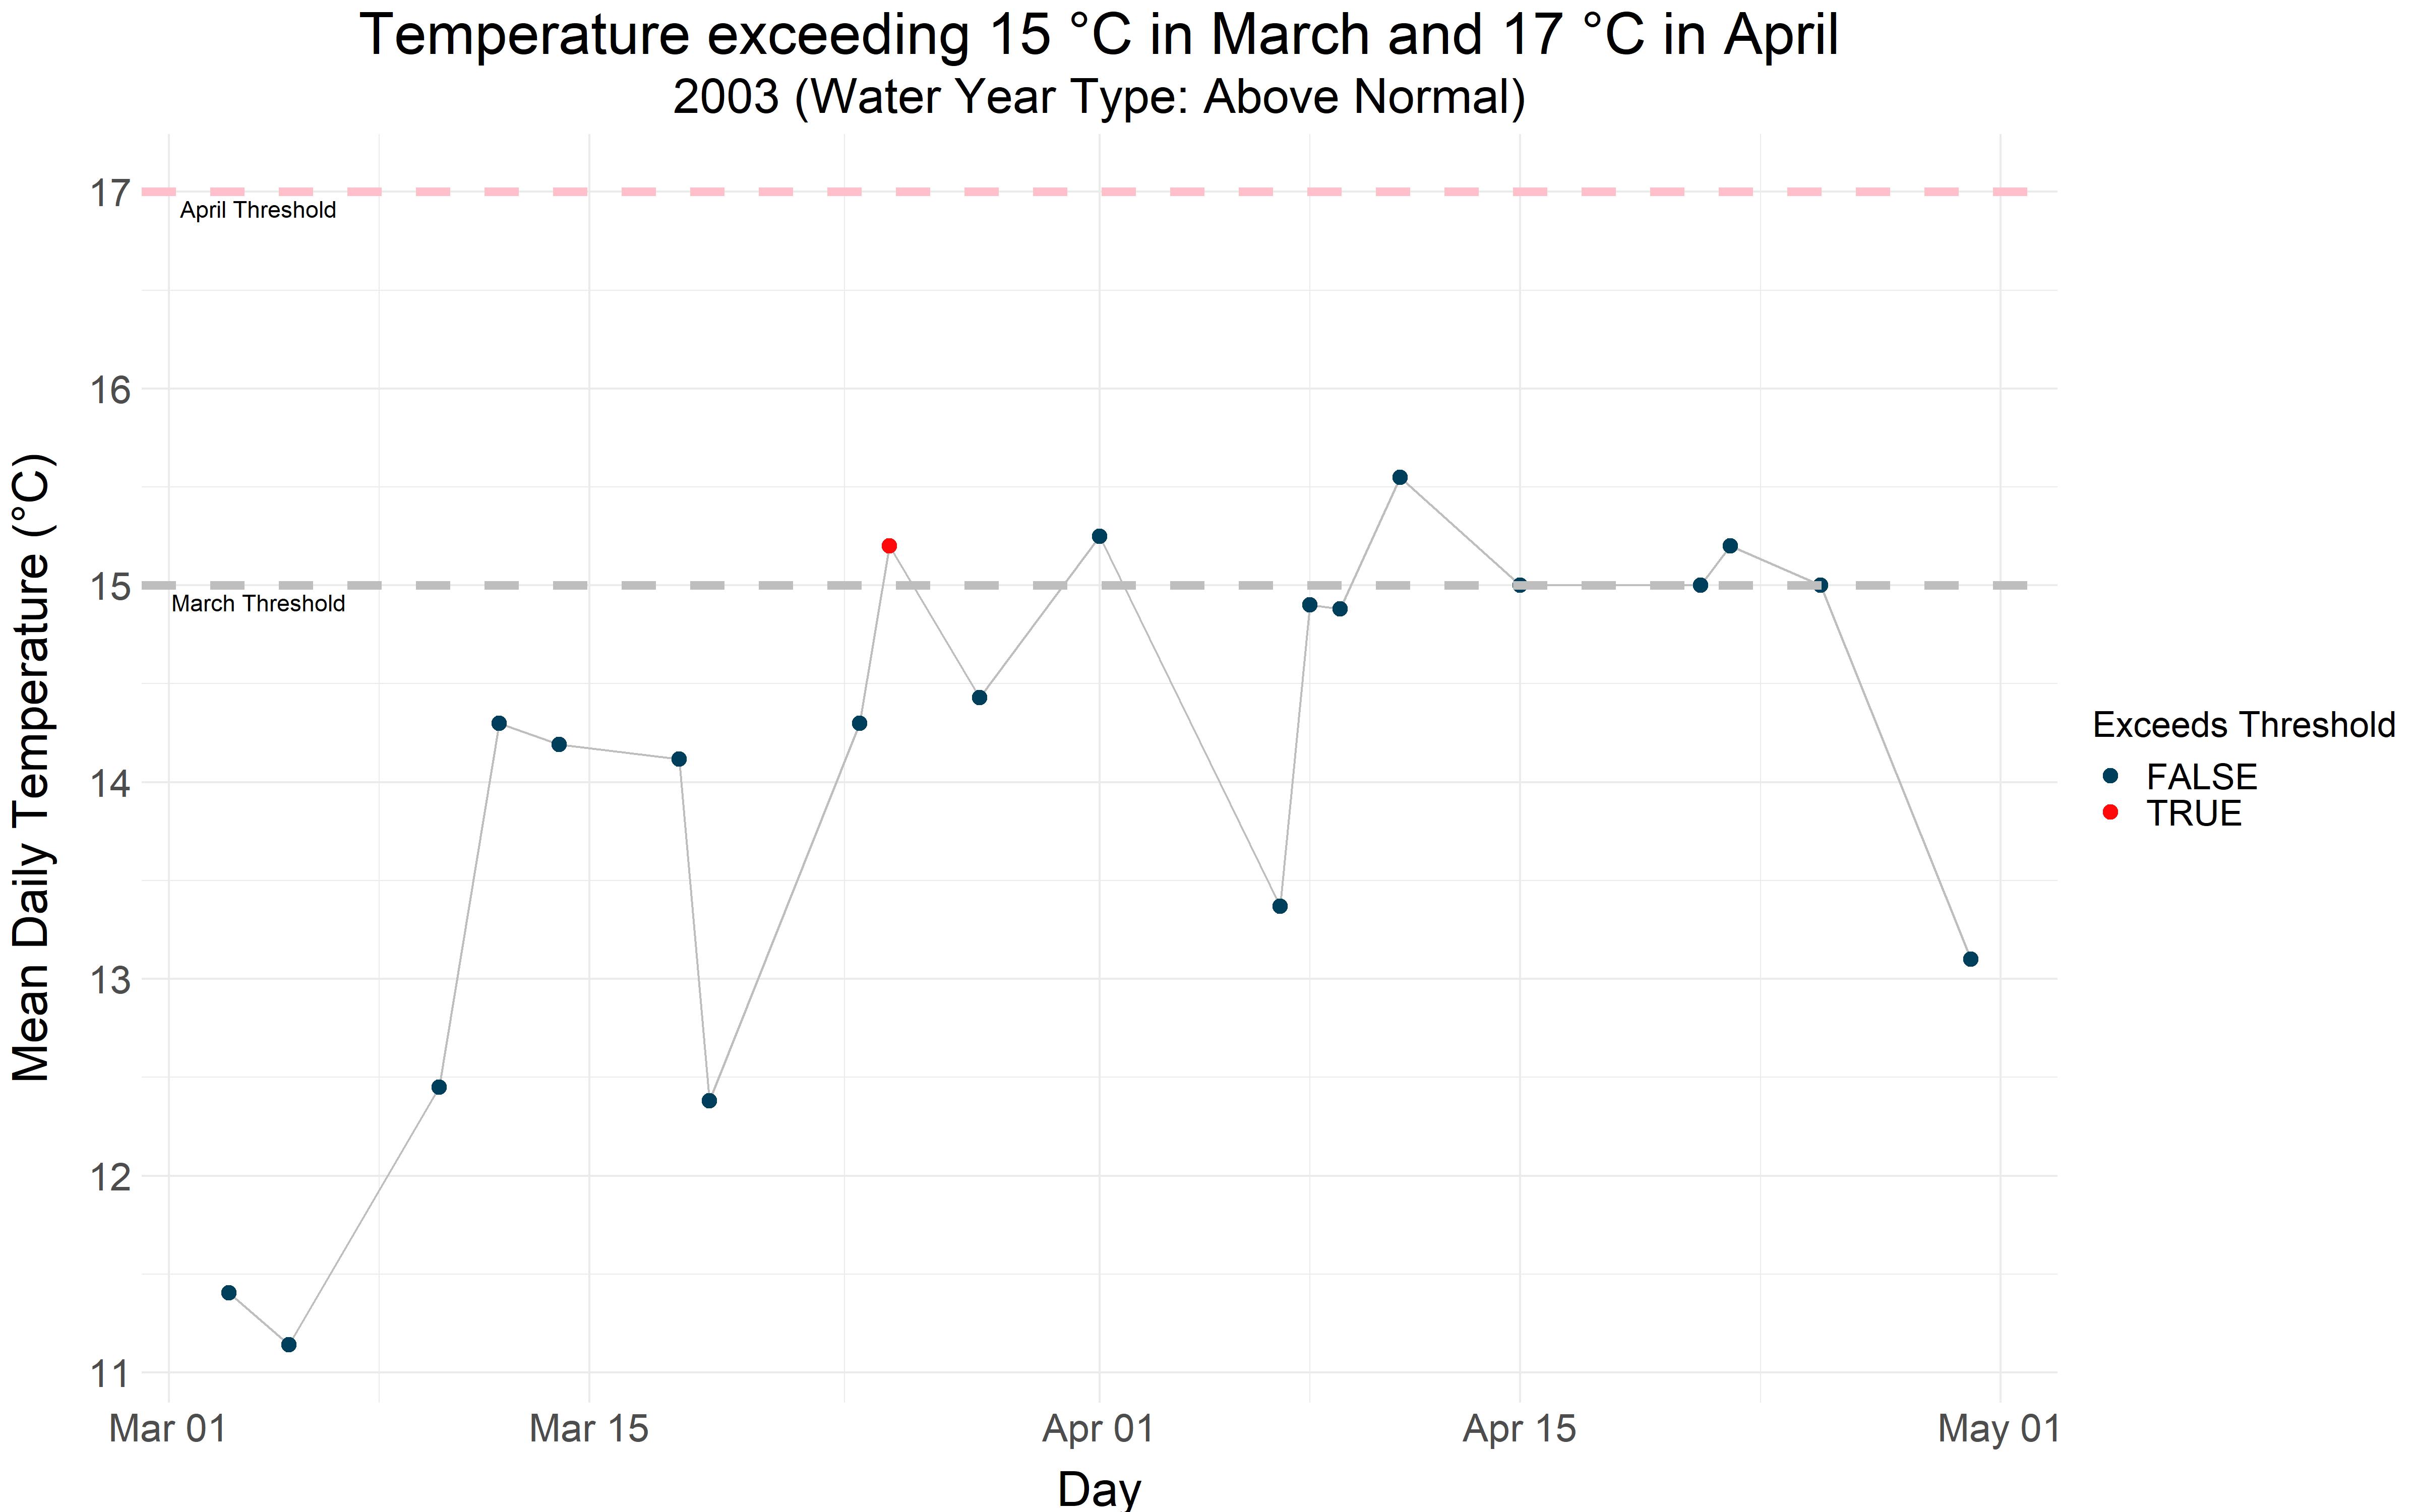 Temperature exceeding 15 °C in March and 17 °C in April
2003 (Water Year Type: Above Normal)
Mean Daily Temperature (°C)
17
April Threshold
16
15
March Threshold
14
13
12
11
Mar 01
Mar 15
Apr 01
Apr 15
May 01
Day
Exceeds Threshold
FALSE
TRUE